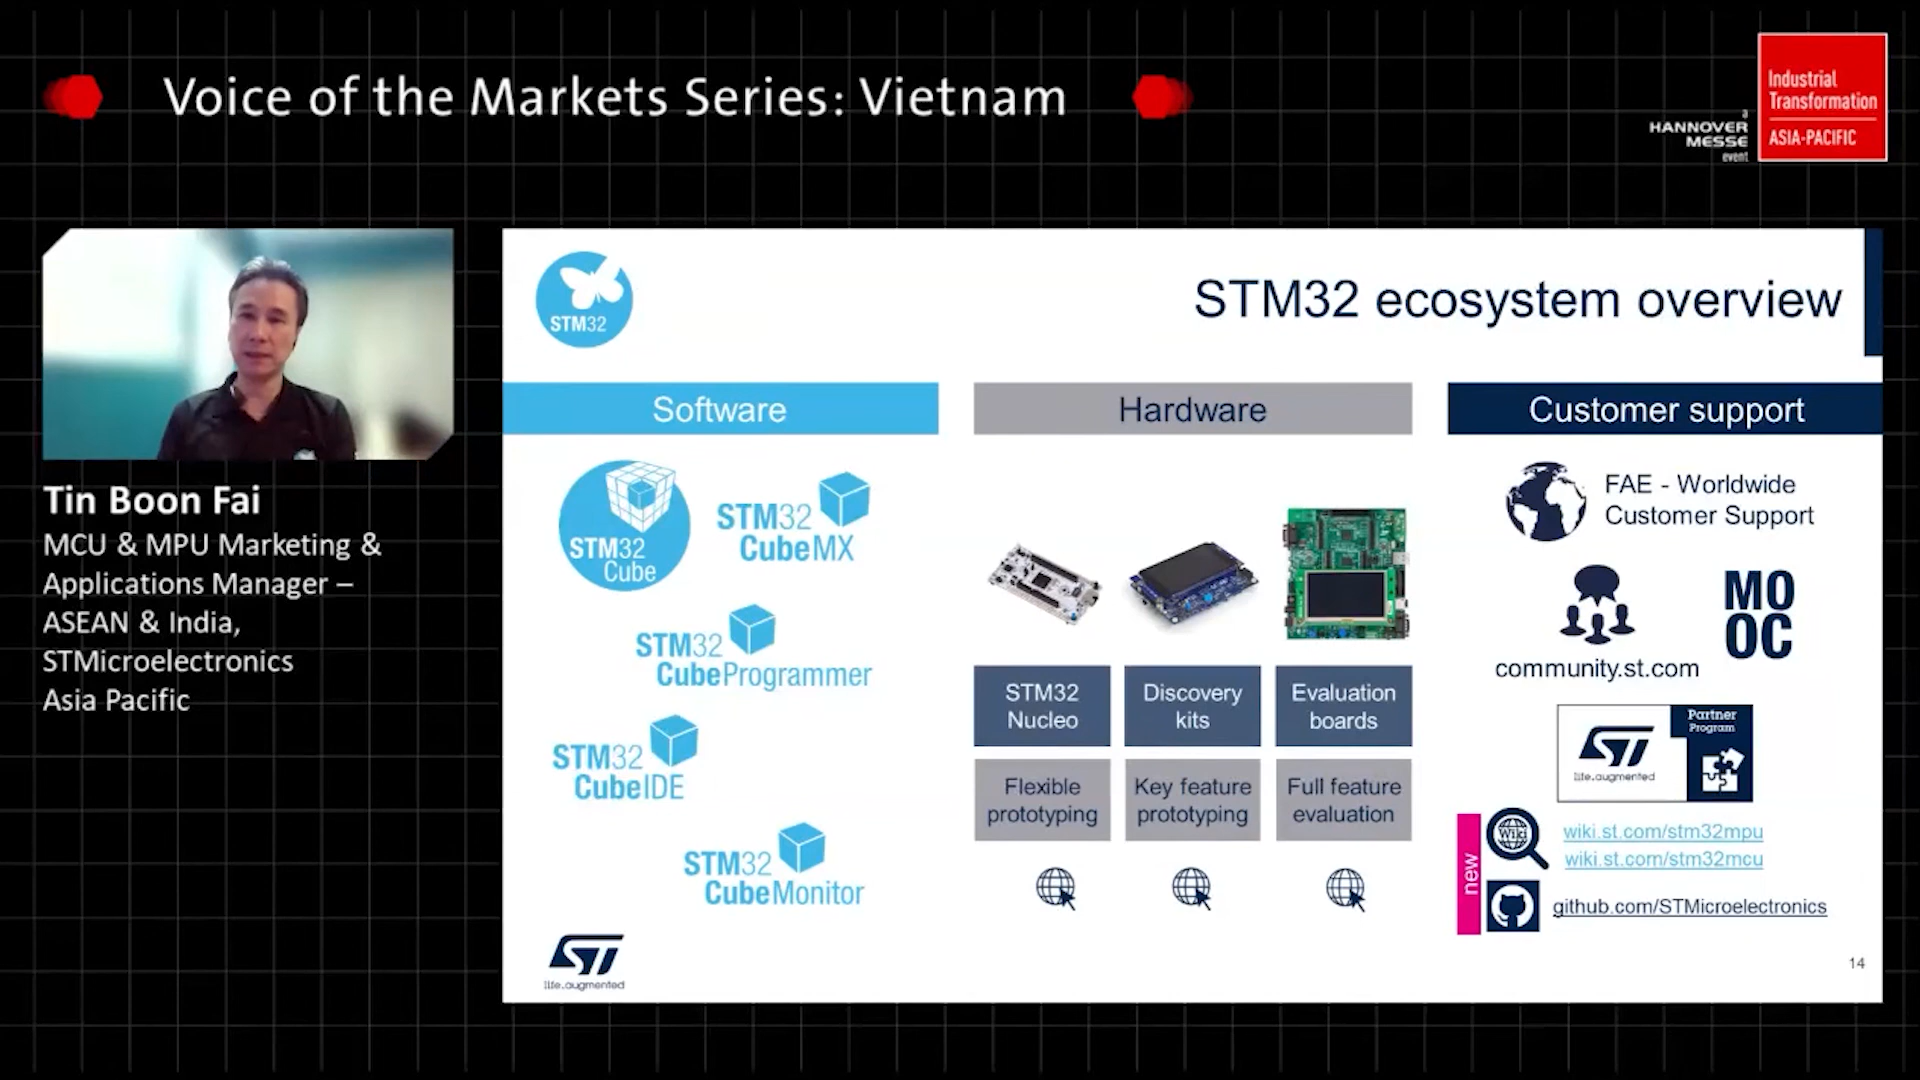 Voice of the Markets Series: Vietnam
a
HANNOVER
MESSE
event
Industrial
Transformation
ASIA-PACIFIC
Tin Boon Fai
MCU & MPU Marketing &
Applications Manager –
ASEAN & India,
STMicroelectronics
Asia Pacific
STM32
STM32 ecosystem overview
Software
STM32
Cube
STM32
CubeMX
STM32
CubeProgrammer
STM32
CubeIDE
STM32
CubeMonitor
Hardware
STM32
Nucleo
Discovery
kits
Evaluation
boards
Flexible
prototyping
Key feature
prototyping
Full feature
evaluation
Customer support
FAE - Worldwide
Customer Support
community.st.com
MO
OC
ST
life.augmented
Partner
Program
new
Wiki
wiki.st.com/stm32mpu
wiki.st.com/stm32mcu
github.com/STMicroelectronics
ST
life.augmented
14